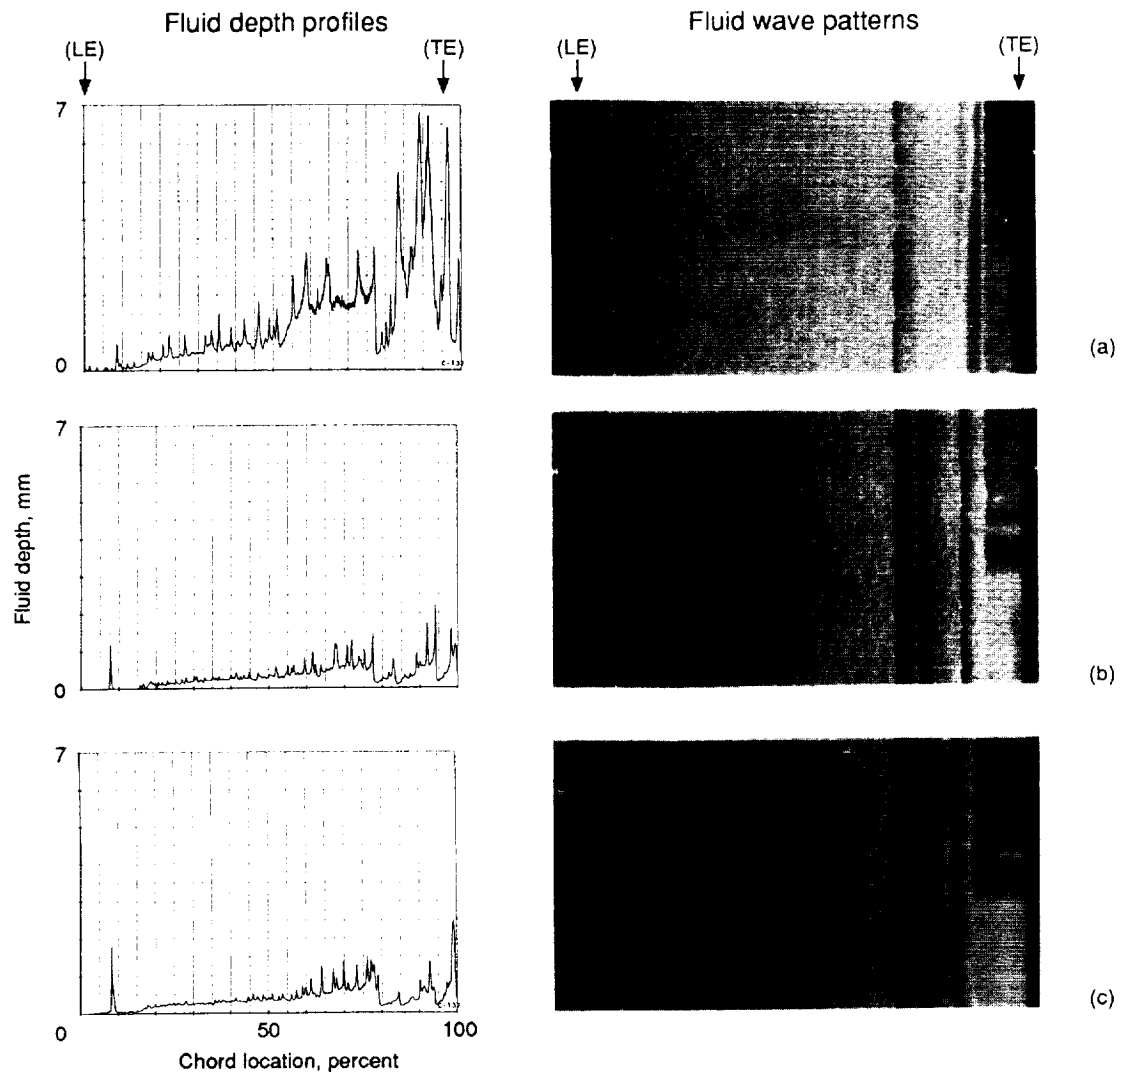 Fluid depth profiles
Fluid wave patterns
(LE)
(TE)
(LE)
(TE)
7
0
(a)
7
0
(b)
7
0
50
100
(c)
Fluid depth, mm
Chord location, percent